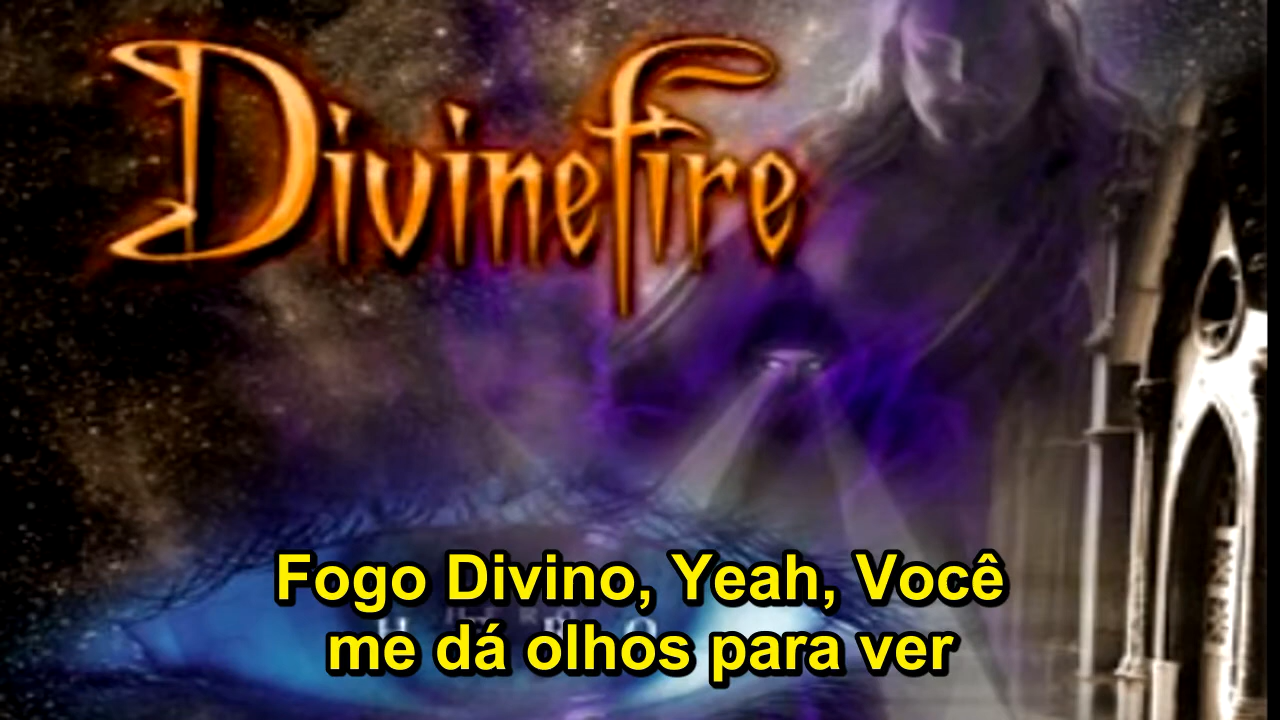 Divinefire
Fogo Divino, Yeah, Você
me dá olhos para ver